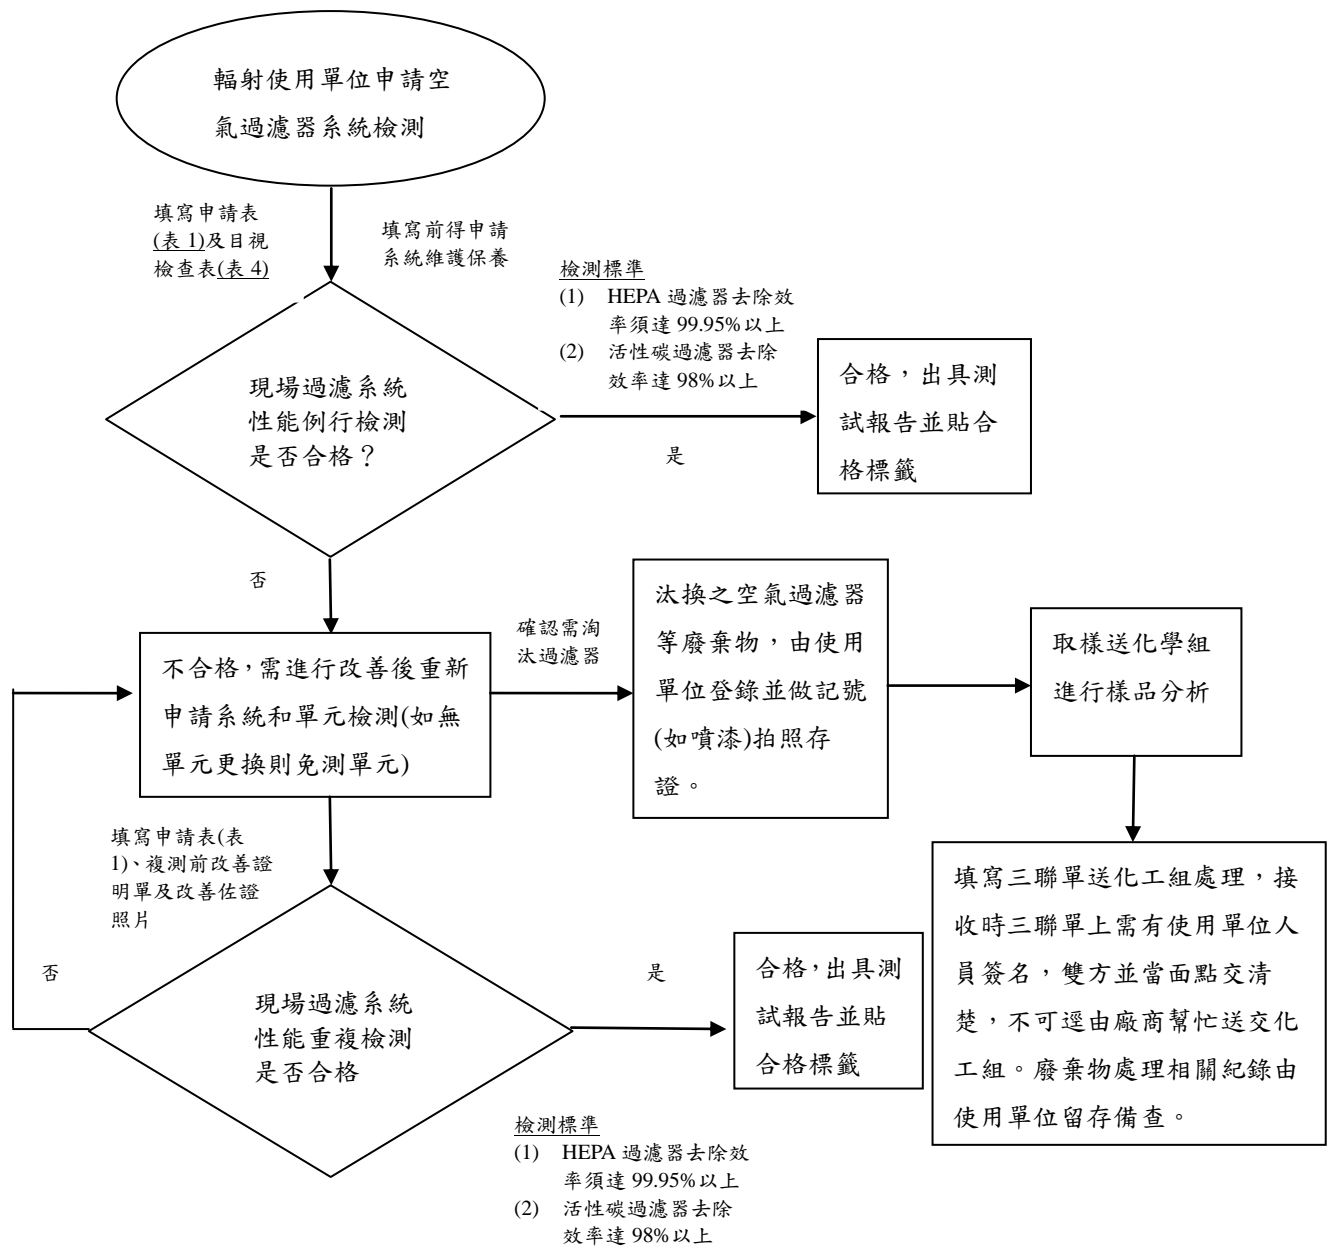 輻射使用單位申請空
氣過濾器系統檢測
填寫申請表
(表 1)及目視
檢查表(表 4)
填寫前得申請
系統維護保養
檢測標準
(1) HEPA 過濾器去除效
率須達 99.95%以上
(2) 活性碳過濾器去除
效率達 98%以上
現場過濾系統
性能例行檢測
是否合格？
是
合格，出具測
試報告並貼合
格標籤
否
不合格，需進行改善後重新
申請系統和單元檢測(如無
單元更換則免測單元)
確認需淘
汰過濾器
汰換之空氣過濾器
等廢棄物，由使用
單位登錄並做記號
(如噴漆)拍照存
證。
取樣送化學組
進行樣品分析
填寫申請表(表
1)、複測前改善證
明單及改善佐證
照片
填寫三聯單送化工組處理，接
收時三聯單上需有使用單位人
員簽名，雙方並當面點交清
楚，不可逕由廠商幫忙送交化
工組。廢棄物處理相關紀錄由
使用單位留存備查。
否
現場過濾系統
性能重複檢測
是否合格
是
合格，出具測
試報告並貼
合格標籤
檢測標準
(1) HEPA 過濾器去除效
率須達 99.95%以上
(2) 活性碳過濾器去除
效率達 98%以上